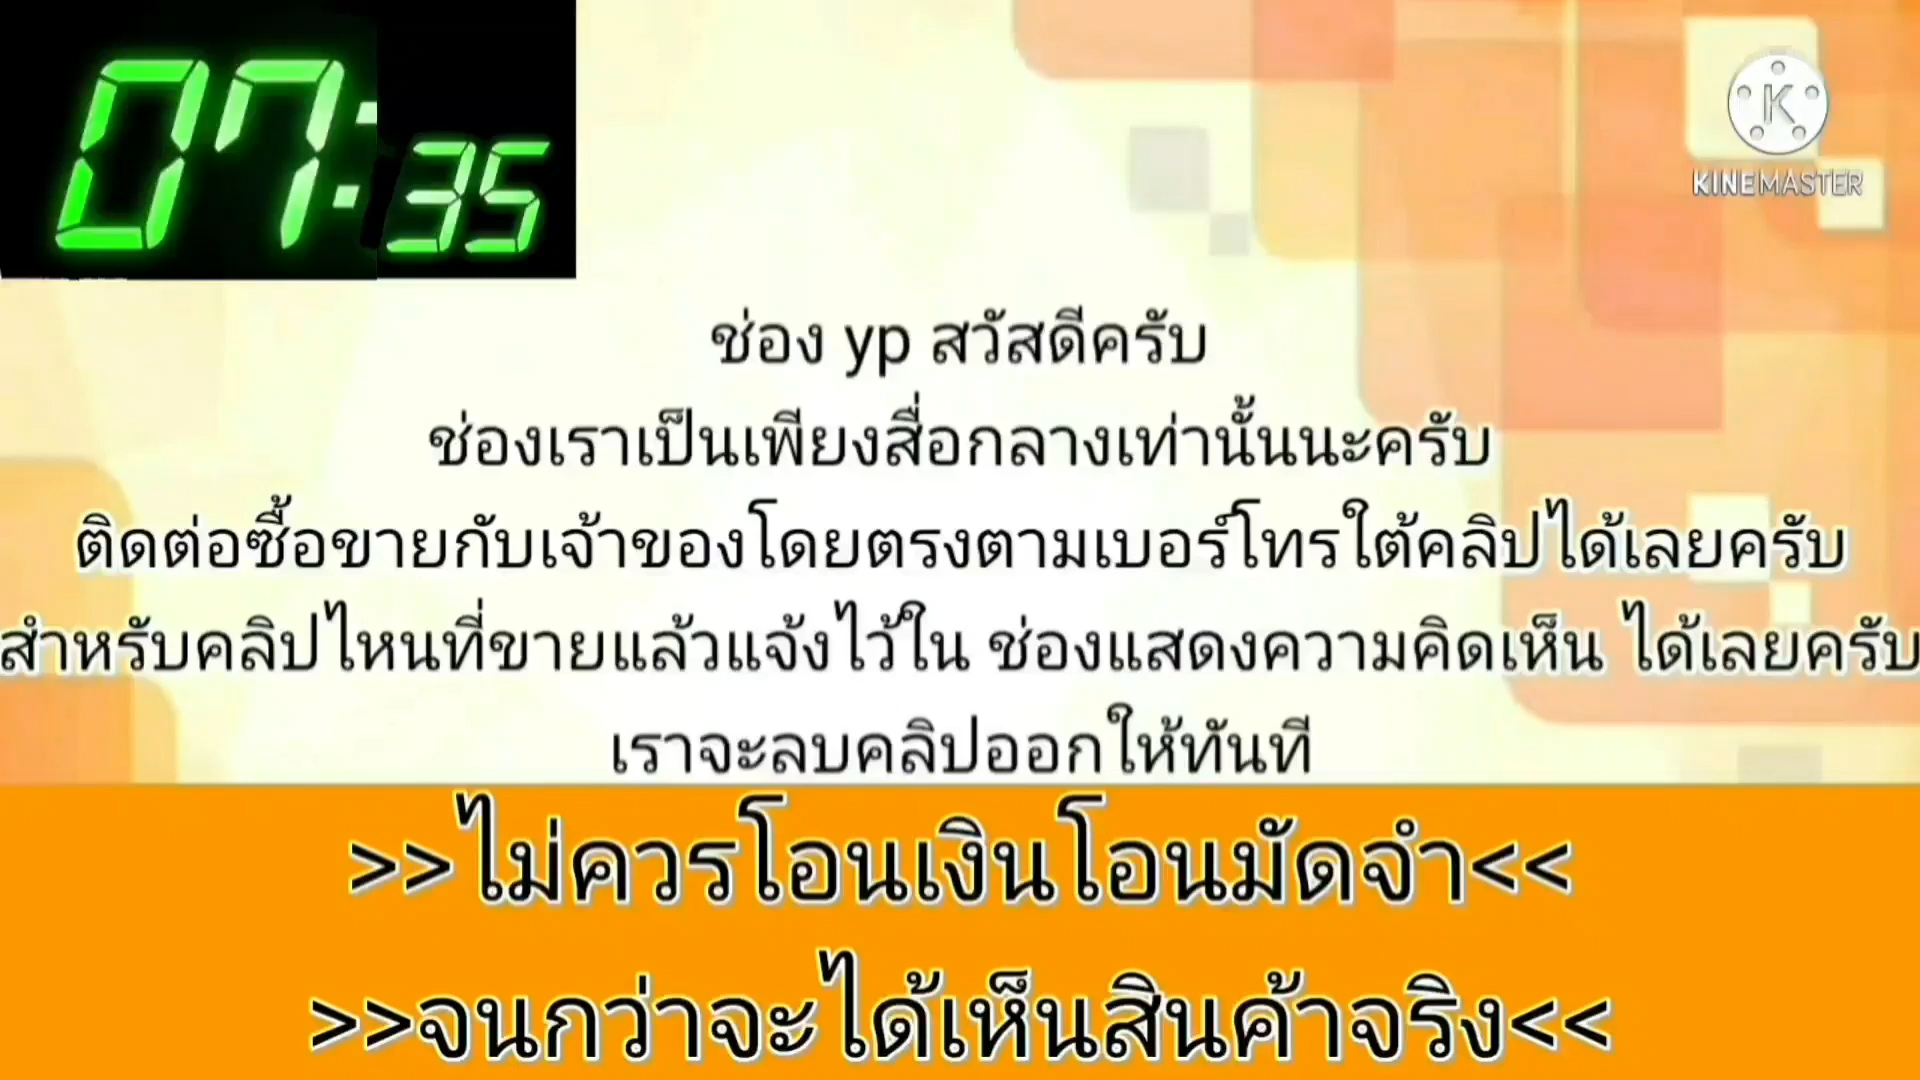 07:35
KINEMASTER
ช่อง yp สวัสดีครับ
ช่องเราเป็นเพียงสื่อกลางเท่านั้นนะครับ
ติดต่อซื้อขายกับเจ้าของโดยตรงตามเบอร์โทรใต้คลิปได้เลยครับ
สำหรับคลิปไหนที่ขายแล้วแจ้งไว้ใน ช่องแสดงความคิดเห็น ได้เลยครับ
เราจะลบคลิปออกให้ทันที
>>ไม่ควรโอนเงินโอนมัดจำ<<
>>จนกว่าจะได้เห็นสินค้าจริง<<